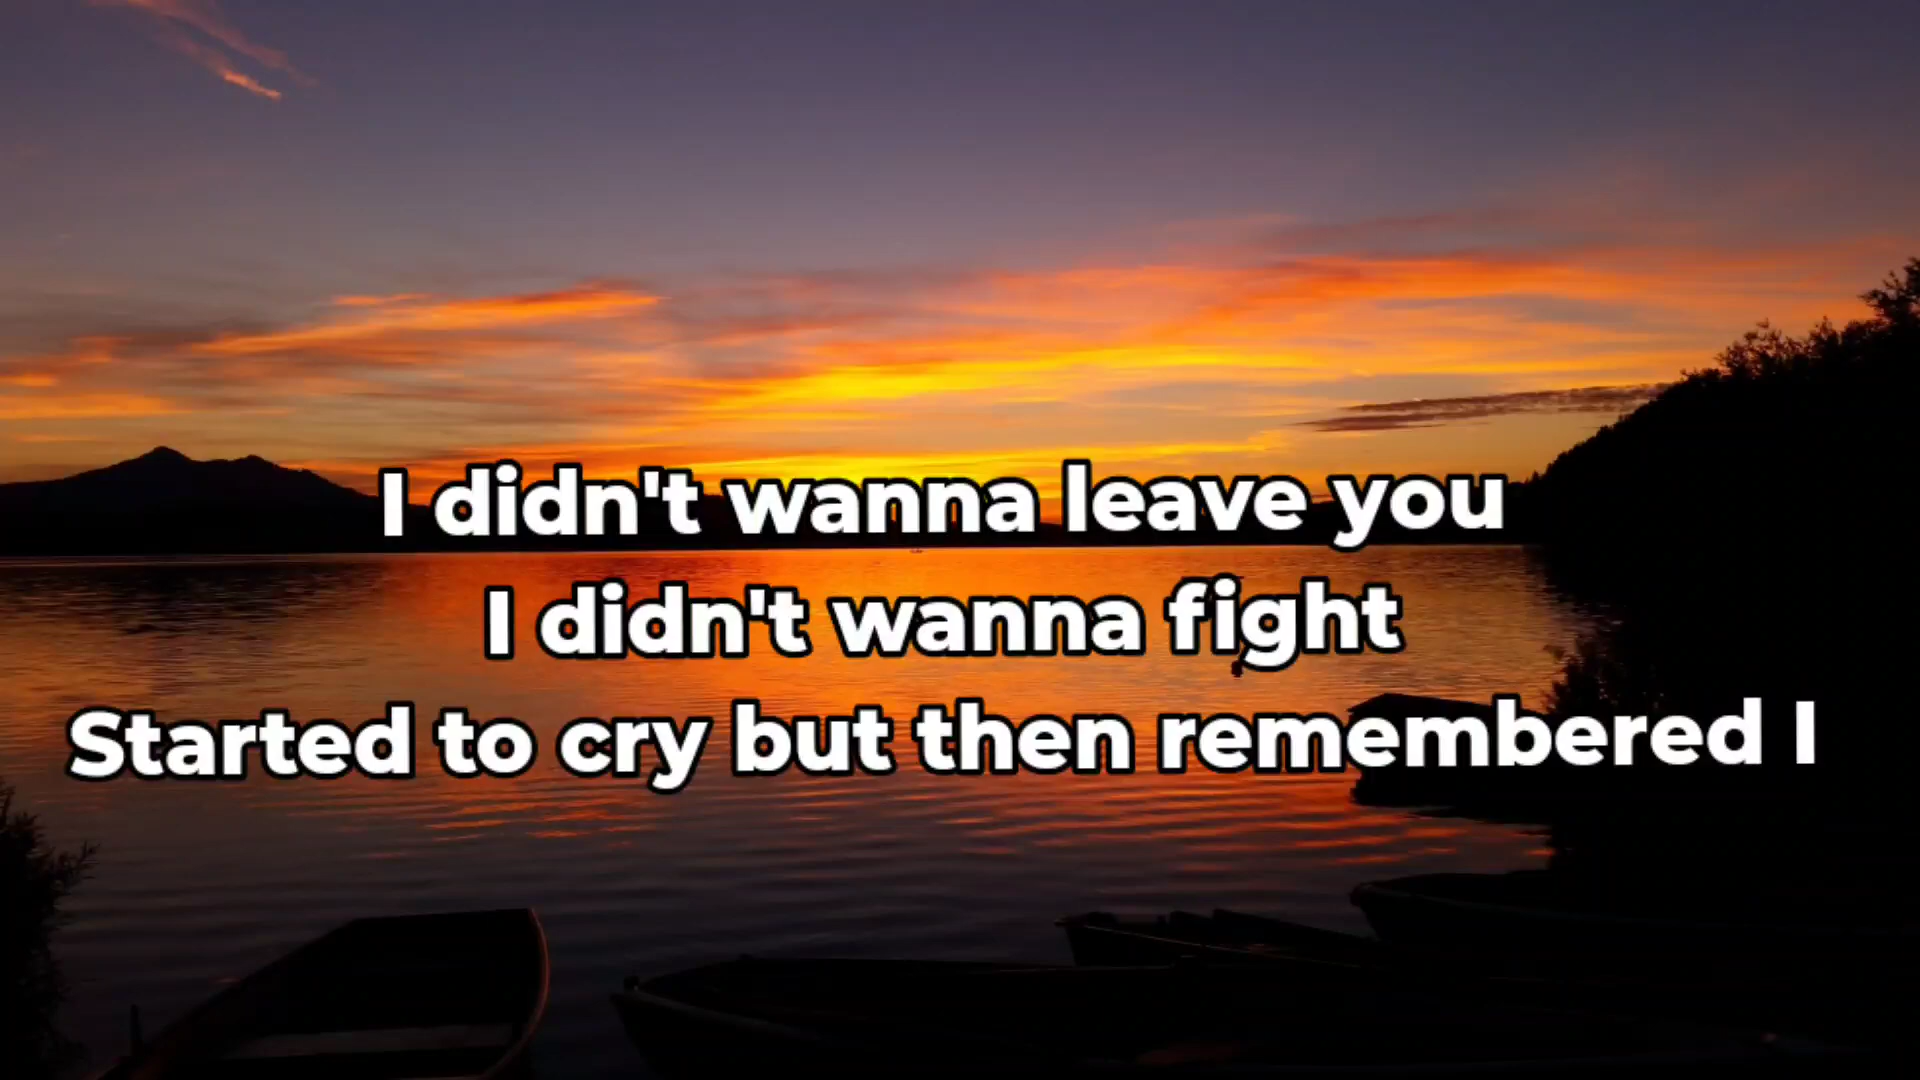 I didn't wanna leave you
I didn't wanna fight
Started to cry but then remembered I